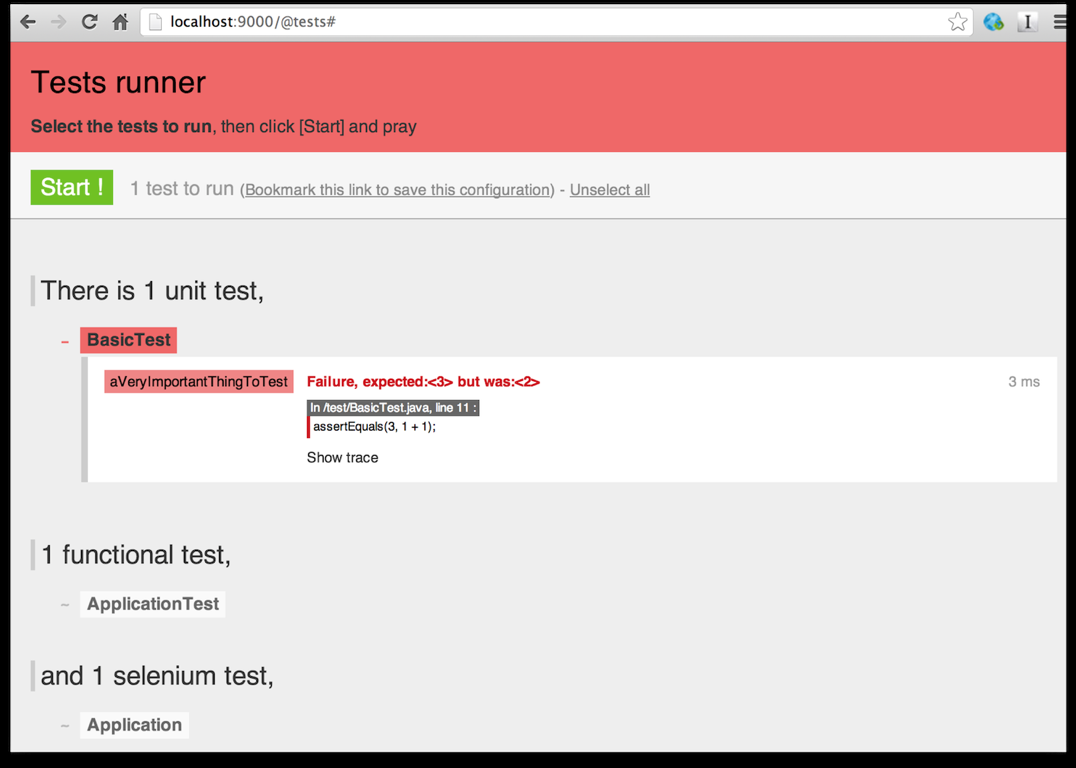 localhost:9000/@tests#
I
Tests runner
Select the tests to run, then click [Start] and pray
Start ! 1 test to run (Bookmark this link to save this configuration) - Unselect all
There is 1 unit test,
– BasicTest
aVeryImportantThingToTest Failure, expected:<3> but was:<2> 3 ms
In /test/BasicTest.java, line 11 :
assertEquals(3, 1 + 1);
Show trace
1 functional test,
~ ApplicationTest
and 1 selenium test,
~ Application